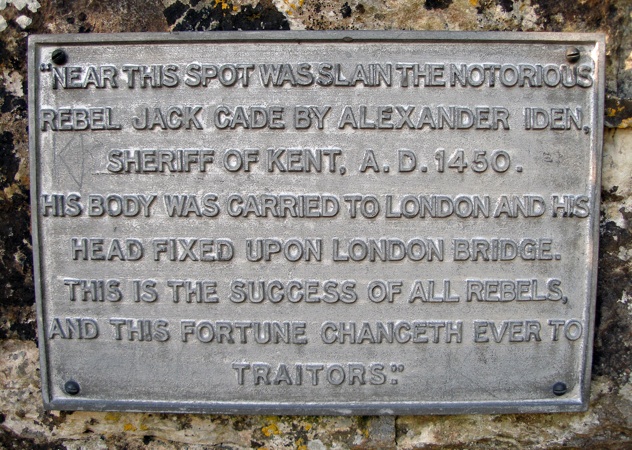 "NEAR THIS SPOT WAS SLAIN THE NOTORIOUS
REBEL JACK CADE BY ALEXANDER IDEN,
SHERIFF OF KENT, A.D.1450.
HIS BODY WAS CARRIED TO LONDON AND HIS
HEAD FIXED UPON LONDON BRIDGE.
THIS IS THE SUCCESS OF ALL REBELS,
AND THIS FORTUNE CHANCETH EVER TO
TRAITORS."